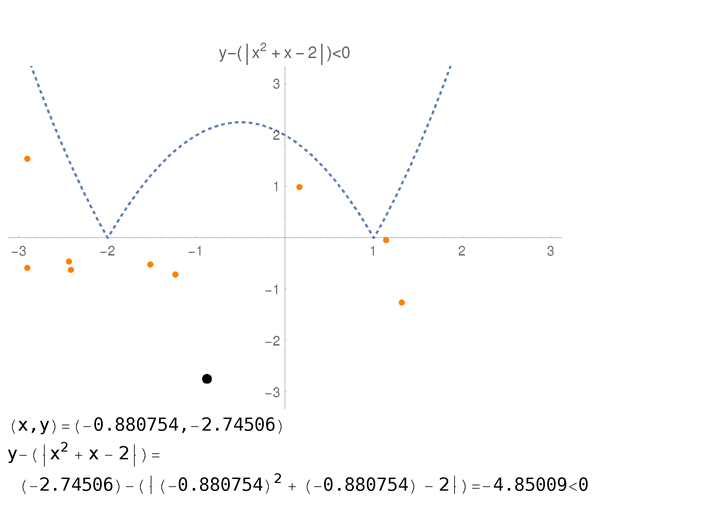 y−(|x² + x − 2|)<0
3
2
1
−3 −2 −1 1 2 3
−1
−2
−3
(x,y)=(−0.880754,−2.74506)
y−(|x² + x − 2|)=
(−2.74506)−(|(−0.880754)² + (−0.880754) − 2|)=−4.85009<0